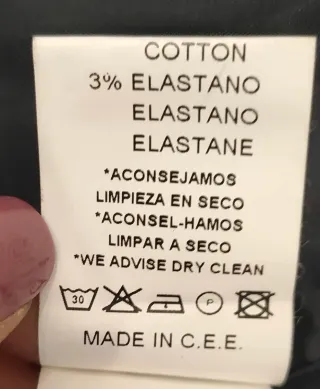 COTTON
3% ELASTANO
ELASTANO
ELASTANE
*ACONSEJAMOS
LIMPIEZA EN SECO
*ACONSEL-HAMOS
LIMPAR A SECO
*WE ADVISE DRY CLEAN
30 P
MADE IN C.E.E.